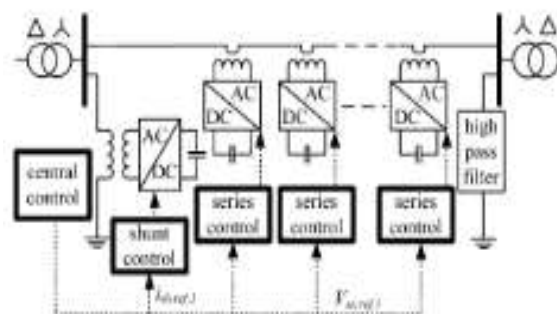 AC
DC
AC
DC
AC
DC
AC
DC
high
pass
filter
central
control
shunt
control
series
control
series
control
series
control